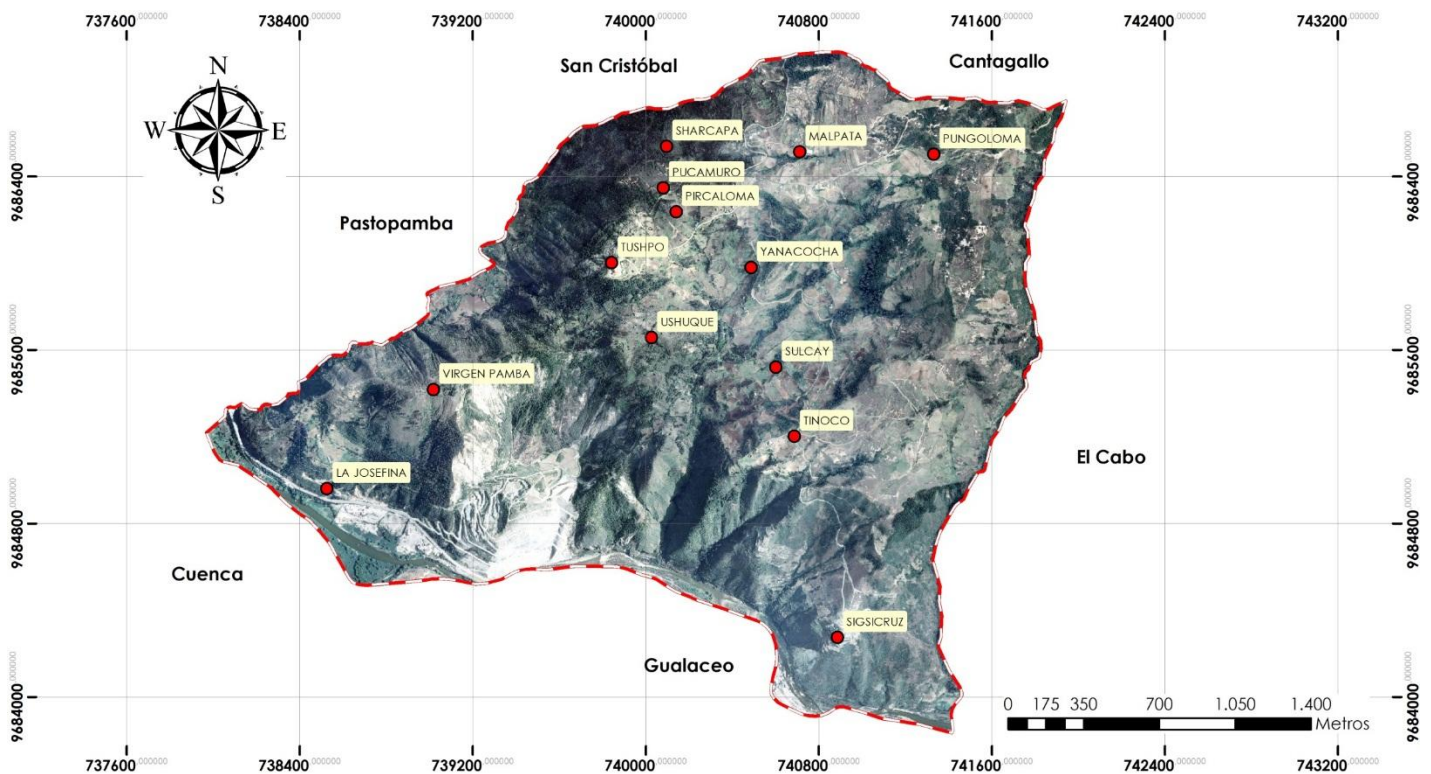 737600,000000 738400,000000 739200,000000 740000,000000 740800,000000 741600,000000 742400,000000 743200,000000
San Cristóbal
Cantagallo
N
W E
S
SHARCAPA
MALPATA
PUNGOLOMA
9686400,000000
9686400,000000
PUCAMURO
PIRCALOMA
Pastopamba
TUSHPO
YANACOCHA
USHUQUE
9685600,000000
9685600,000000
SULCAY
VIRGEN PAMBA
TINOCO
El Cabo
LA JOSEFINA
9684800,000000
9684800,000000
Cuenca
SIGSICRUZ
Gualaceo
9684000,000000
9684000,000000
0 175 350 700 1.050 1.400
Metros
737600,000000 738400,000000 739200,000000 740000,000000 740800,000000 741600,000000 742400,000000 743200,000000